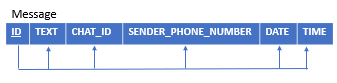 Message
ID TEXT CHAT_ID SENDER_PHONE_NUMBER DATE TIME